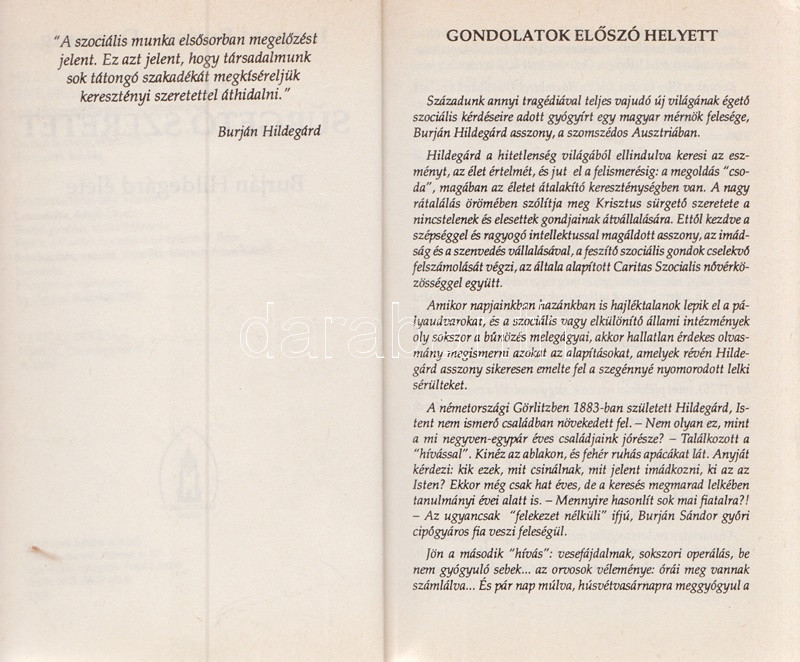 “A szociális munka elsősorban megelőzést
jelent. Ez azt jelent, hogy társadalmunk
sok tátongó szakadékát megkíséreljük
keresztényi szeretettel áthidalni.”
Burján Hildegárd
GONDOLATOK ELŐSZÓ HELYETT
Századunk annyi tragédiával teljes vajudó új világának égető
szociális kérdéseire adott gyógyírt egy magyar mérnök felesége,
Burján Hildegárd asszony, a szomszédos Ausztriában.
Hildegárd a hitetlenség világából ellindulva keresi az esz-
ményt, az élet értelmét, és jut el a felismerésig: a megoldás “cso-
da”, magában az életet átalakító kereszténységben van. A nagy
rátalálás örömében szólítja meg Krisztus sürgető szeretete a
nincstelenek és elesettek gondjainak átvállalására. Ettől kezdve a
szépséggel és ragyogó intellektussal magáldott asszony, az imád-
ság és a szenvedés vállalásával, a feszítő szociális gondok cselekvő
felszámolását végzi, az általa alapított Caritas Socialis nővérkö-
zösséggel együtt.
Amikor napjainkban hazánkban is hajléktalanok lepik el a pá-
lyaudvarokat, és a szociális vagy elkülönítő állami intézmények
oly sokszor a bűnözés melegágyai, akkor hallatlan érdekes olvas-
mány megismerni azokat az alapításokat, amelyek révén Hilde-
gárd asszony sikeresen emelte fel a szegénnyé nyomorodott lelki
sérülteket.
A németországi Görlitzben 1883-ban született Hildegárd, Is-
tent nem ismerő családban növekedett fel. – Nem olyan ez, mint
a mi negyven-egypár éves családjaink jórésze? – Találkozott a
“hívással”. Kinéz az ablakon, és fehér ruhás apácákat lát. Anyját
kérdezi: kik ezek, mit csinálnak, mit jelent imádkozni, ki az az
Isten? Ekkor még csak hat éves, de a keresés megmarad lelkében
tanulmányi évei alatt is. – Mennyire hasonlít sok mai fiatalra?!
– Az ugyancsak “felekezet nélküli” ifjú, Burján Sándor győri
cipőgyáros fia veszi feleségül.
Jön a második “hívás”: vesefájdalmak, sokszori operálás, be
nem gyógyuló sebek... az orvosok véleménye: órái meg vannak
számlálva... És pár nap múlva, húsvétvasárnapra meggyógyul a